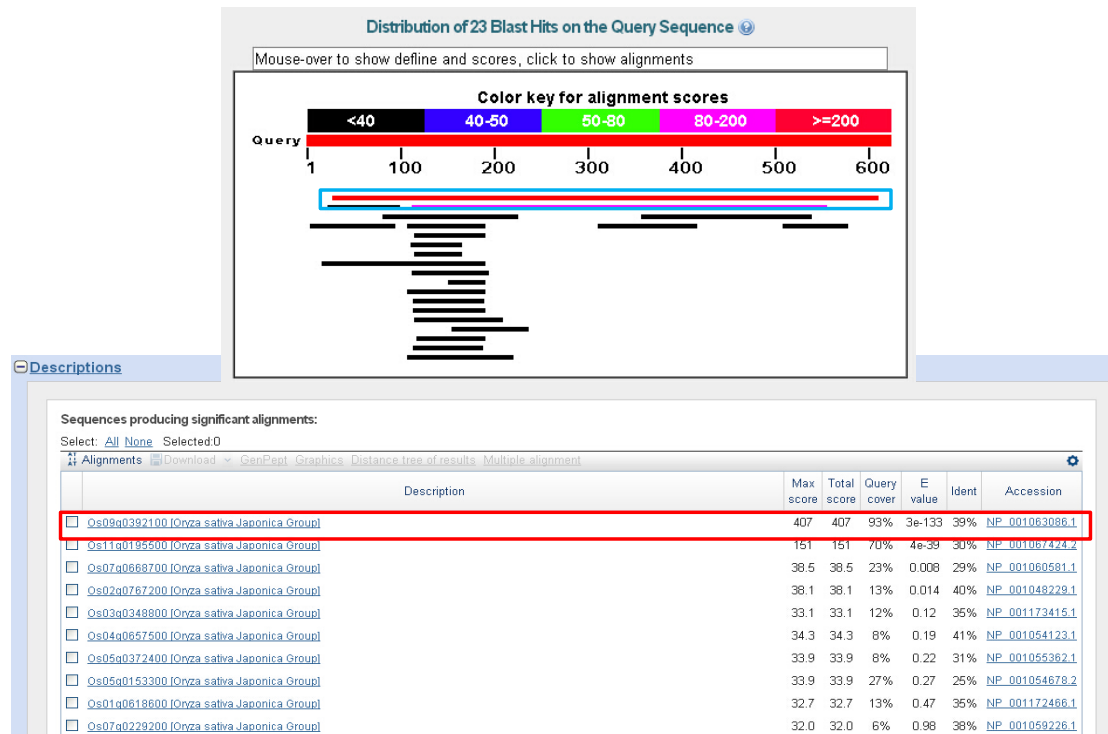 Distribution of 23 Blast Hits on the Query Sequence
Mouse-over to show defline and scores, click to show alignments
Color key for alignment scores
<40 40-50 50-80 80-200 >=200
Query
1 100 200 300 400 500 600
Descriptions
Sequences producing significant alignments:
Select: All None Selected:0
Alignments Download GenPept Graphics Distance tree of results Multiple alignment
Description Max score Total score Query cover E value Ident Accession
Os09g0392100 [Oryza sativa Japonica Group] 407 407 93% 3e-133 39% NP_001063086.1
Os11g0195500 [Oryza sativa Japonica Group] 151 151 70% 4e-39 30% NP_001067424.2
Os07g0668700 [Oryza sativa Japonica Group] 38.5 38.5 23% 0.008 29% NP_001060581.1
Os02g0767200 [Oryza sativa Japonica Group] 38.1 38.1 13% 0.014 40% NP_001048229.1
Os03g0348800 [Oryza sativa Japonica Group] 33.1 33.1 12% 0.12 35% NP_001173415.1
Os04g0657500 [Oryza sativa Japonica Group] 34.3 34.3 8% 0.19 41% NP_001054123.1
Os05g0372400 [Oryza sativa Japonica Group] 33.9 33.9 8% 0.22 31% NP_001055362.1
Os05g0153300 [Oryza sativa Japonica Group] 33.9 33.9 27% 0.27 25% NP_001054678.2
Os01g0618600 [Oryza sativa Japonica Group] 32.7 32.7 13% 0.47 35% NP_001172466.1
Os07g0229200 [Oryza sativa Japonica Group] 32.0 32.0 6% 0.98 38% NP_001059226.1